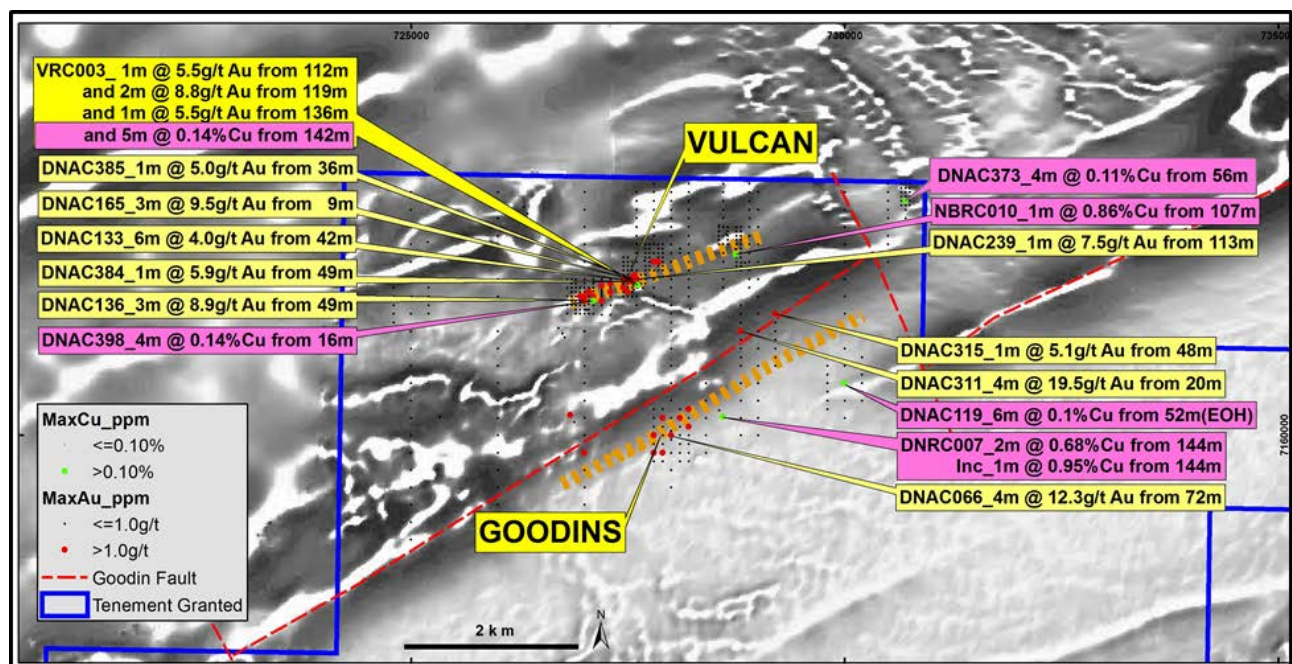 725000
730000
735000
VRC003_ 1m @ 5.5g/t Au from 112m
and 2m @ 8.8g/t Au from 119m
and 1m @ 5.5g/t Au from 136m
and 5m @ 0.14%Cu from 142m
DNAC385_1m @ 5.0g/t Au from 36m
DNAC165_3m @ 9.5g/t Au from 9m
DNAC133_6m @ 4.0g/t Au from 42m
DNAC384_1m @ 5.9g/t Au from 49m
DNAC136_3m @ 8.9g/t Au from 49m
DNAC398_4m @ 0.14%Cu from 16m
VULCAN
DNAC373_4m @ 0.11%Cu from 56m
NBRC010_1m @ 0.86%Cu from 107m
DNAC239_1m @ 7.5g/t Au from 113m
DNAC315_1m @ 5.1g/t Au from 48m
DNAC311_4m @ 19.5g/t Au from 20m
DNAC119_6m @ 0.1%Cu from 52m(EOH)
DNRC007_2m @ 0.68%Cu from 144m
Inc_1m @ 0.95%Cu from 144m
DNAC066_4m @ 12.3g/t Au from 72m
7160000
GOODINS
MaxCu_ppm
<=0.10%
>0.10%
MaxAu_ppm
<=1.0g/t
>1.0g/t
Goodin Fault
Tenement Granted
2 km
N